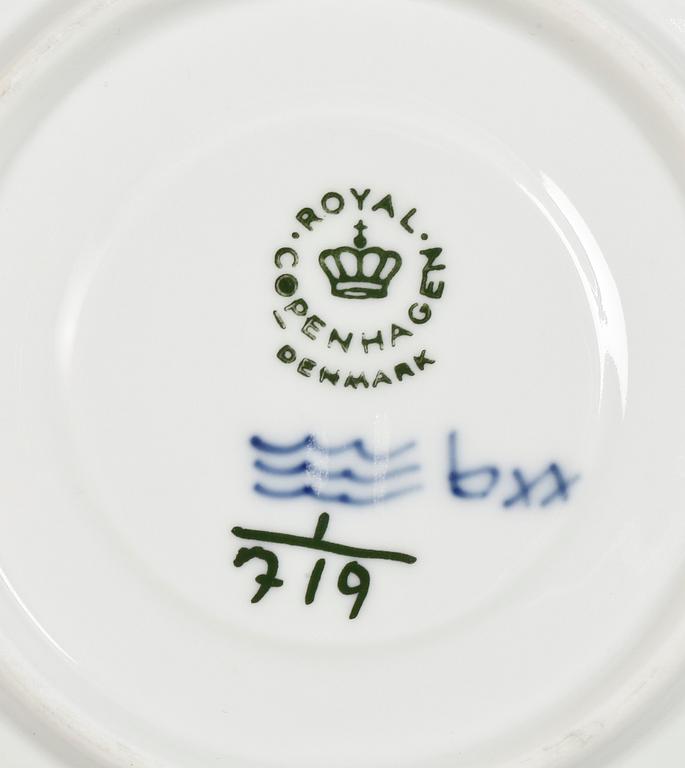 ROYAL
COPENHAGEN
DENMARK
bxx
1
719